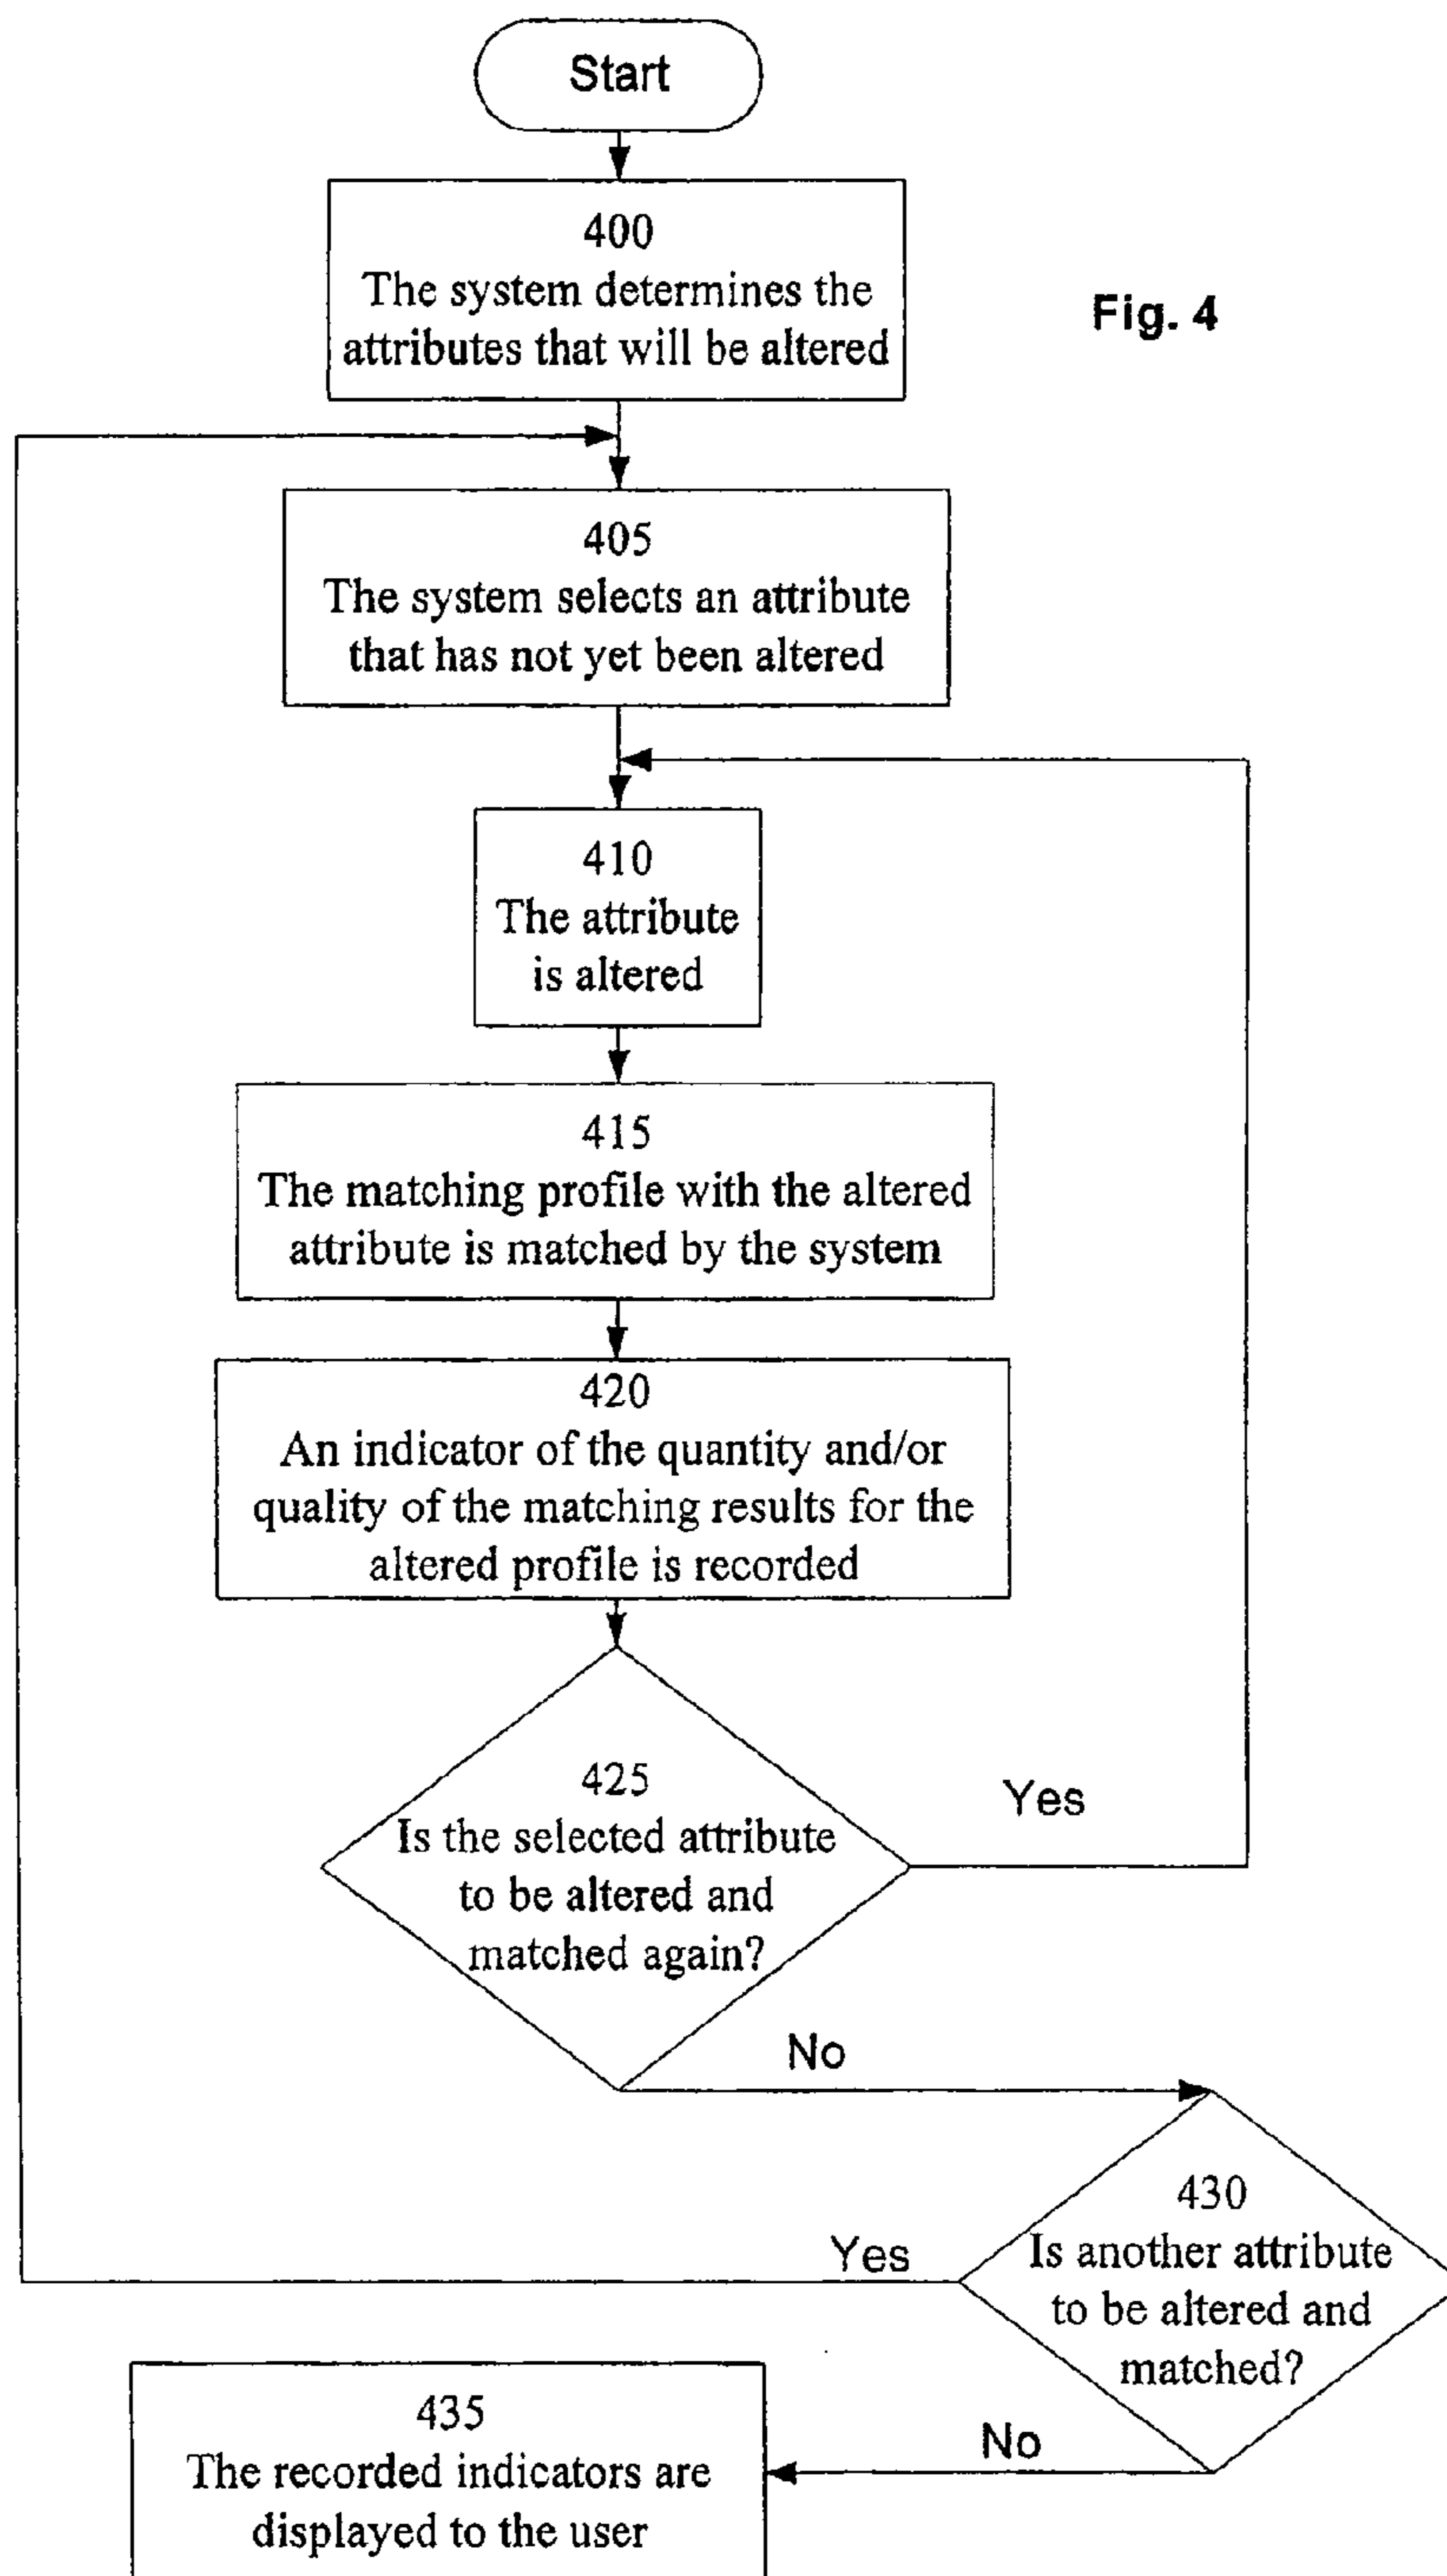 Start
400
The system determines the
attributes that will be altered
Fig. 4
405
The system selects an attribute
that has not yet been altered
410
The attribute
is altered
415
The matching profile with the altered
attribute is matched by the system
420
An indicator of the quantity and/or
quality of the matching results for the
altered profile is recorded
425
Is the selected attribute
to be altered and
matched again?
Yes
No
430
Is another attribute
to be altered and
matched?
Yes
No
435
The recorded indicators are
displayed to the user